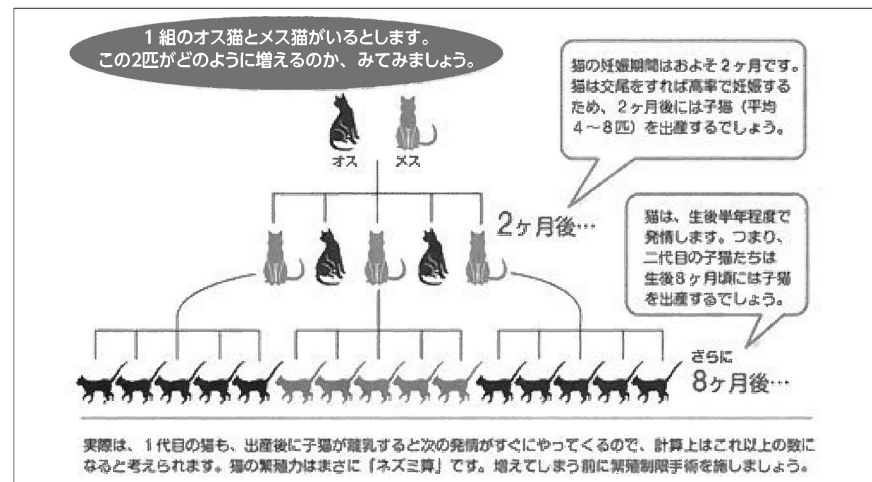 1組のオス猫とメス猫がいるとします。
この2匹がどのように増えるのか、みてみましょう。
オス
メス
猫の妊娠期間はおよそ2ヶ月です。
猫は交尾をすれば高率で妊娠する
ため、2ヶ月後には子猫(平均
4~8匹)を出産するでしょう。
2ヶ月後…
猫は、生後半年程度で
発情します。つまり、
二代目の子猫たちは
生後8ヶ月頃には子猫
を出産するでしょう。
さらに
8ヶ月後…
実際は、1代目の猫も、出産後に子猫が離乳すると次の発情がすぐにやってくるので、計算上はこれ以上の数に
なると考えられます。猫の繁殖力はまさに「ネズミ算」です。増えてしまう前に繁殖制限手術を施しましょう。